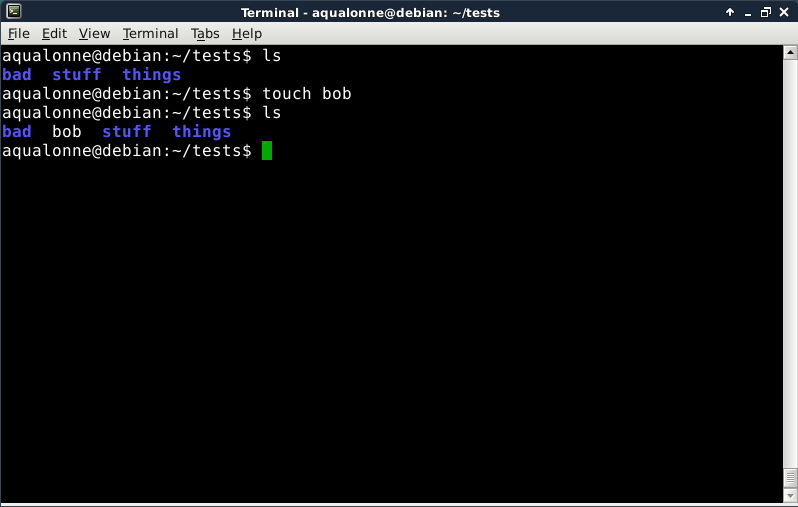 Terminal - aqualonne@debian: ~/tests
File Edit View Terminal Tabs Help
aqualonne@debian:~/tests$ ls
bad  stuff  things
aqualonne@debian:~/tests$ touch bob
aqualonne@debian:~/tests$ ls
bad  bob  stuff  things
aqualonne@debian:~/tests$